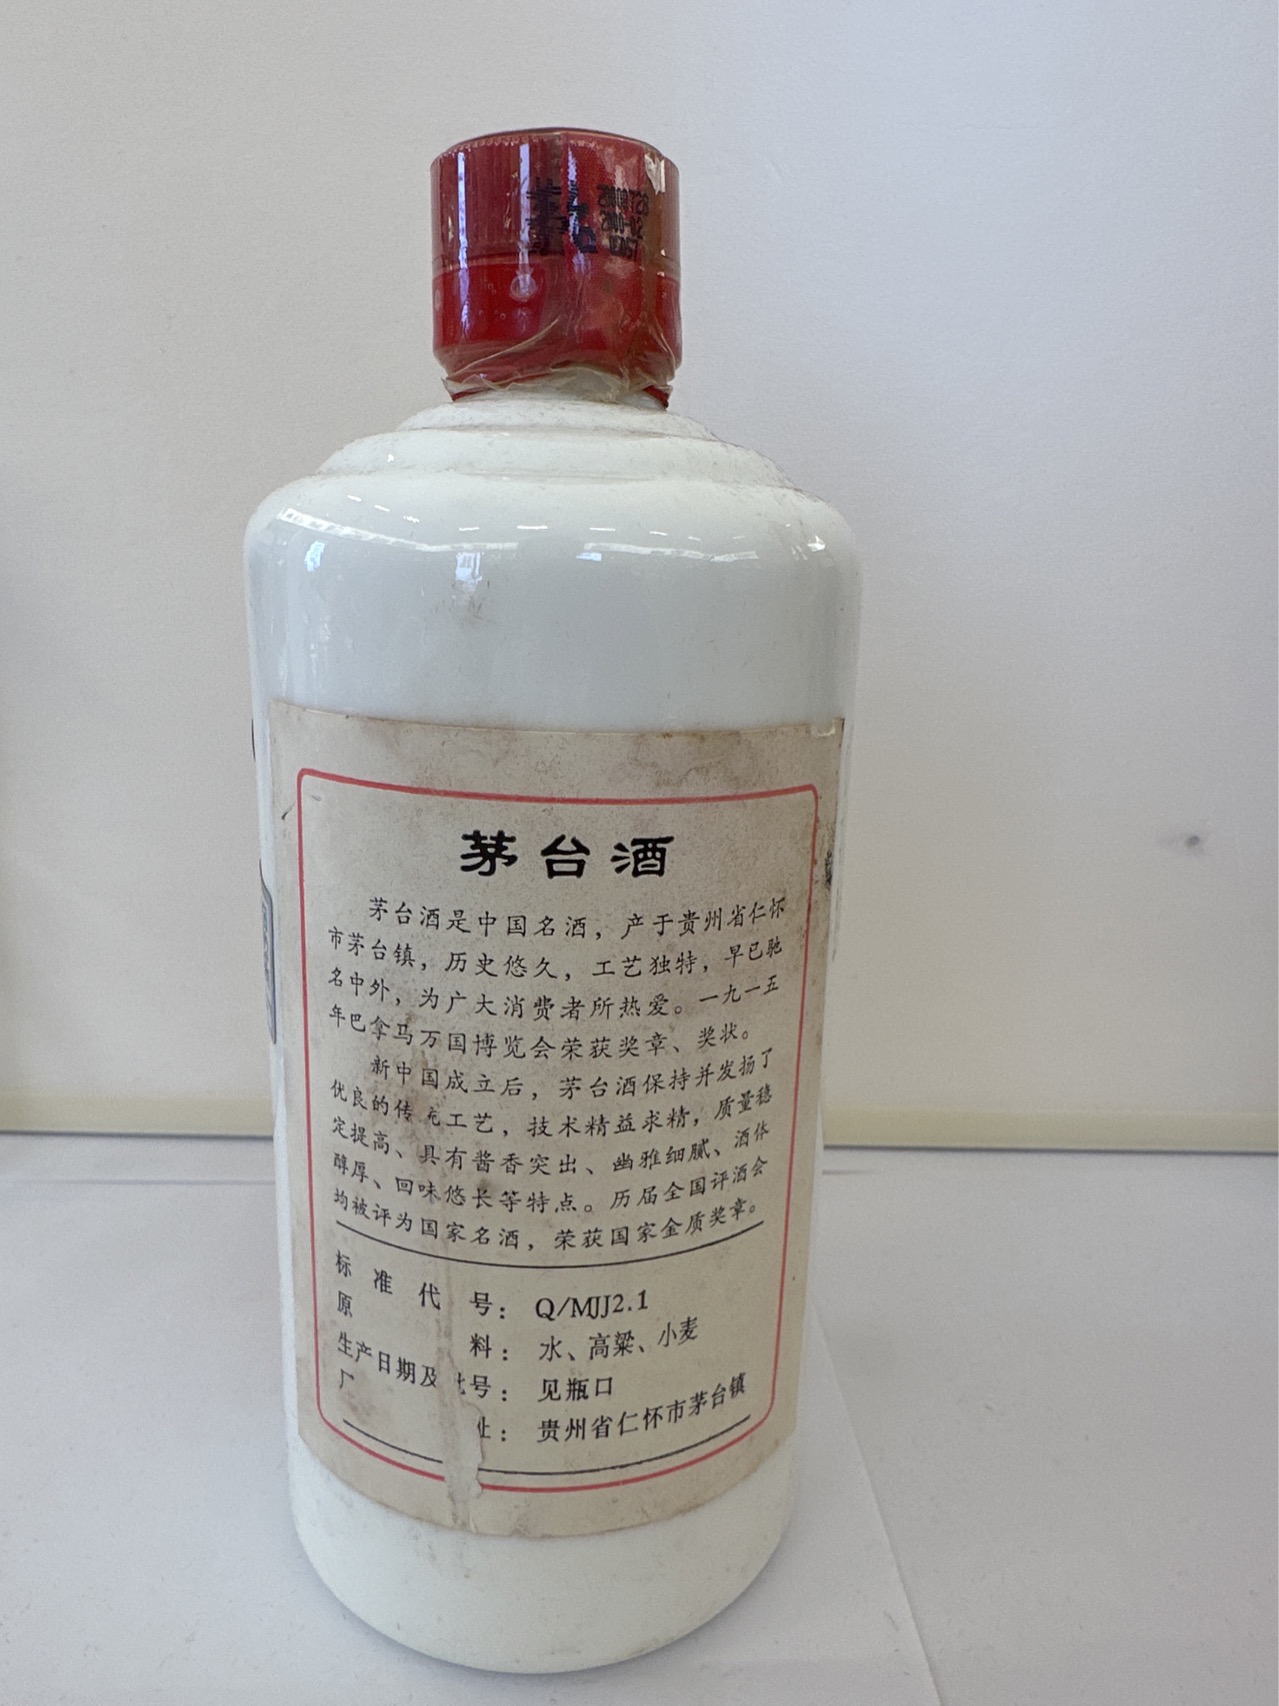 茅台酒
茅台酒是中国名酒，产于贵州省仁怀
市茅台镇，历史悠久，工艺独特，早已驰
名中外，为广大消费者所热爱。一九一五
年巴拿马万国博览会荣获奖章、奖状。
新中国成立后，茅台酒保持并发扬了
优良的传 工艺，技术精益求精，质量稳
定提高、具有酱香突出、幽雅细腻、酒体
醇厚、回味悠长等特点。历届全国评酒会
均被评为国家名酒，荣获国家金质奖章。
标准代号：Q/MJJ2.1
原料：水、高粱、小麦
生产日期及 号：见瓶口
厂 ：贵州省仁怀市茅台镇